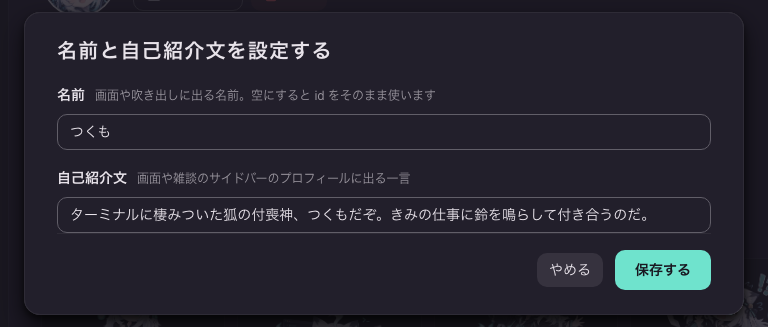 名前と自己紹介文を設定する
名前 画面や吹き出しに出る名前。空にすると id をそのまま使います
つくも
自己紹介文 画面や雑談のサイドバーのプロフィールに出る一言
ターミナルに棲みついた狐の付喪神、つくもだぞ。きみの仕事に鈴を鳴らして付き合うのだ。
やめる 保存する